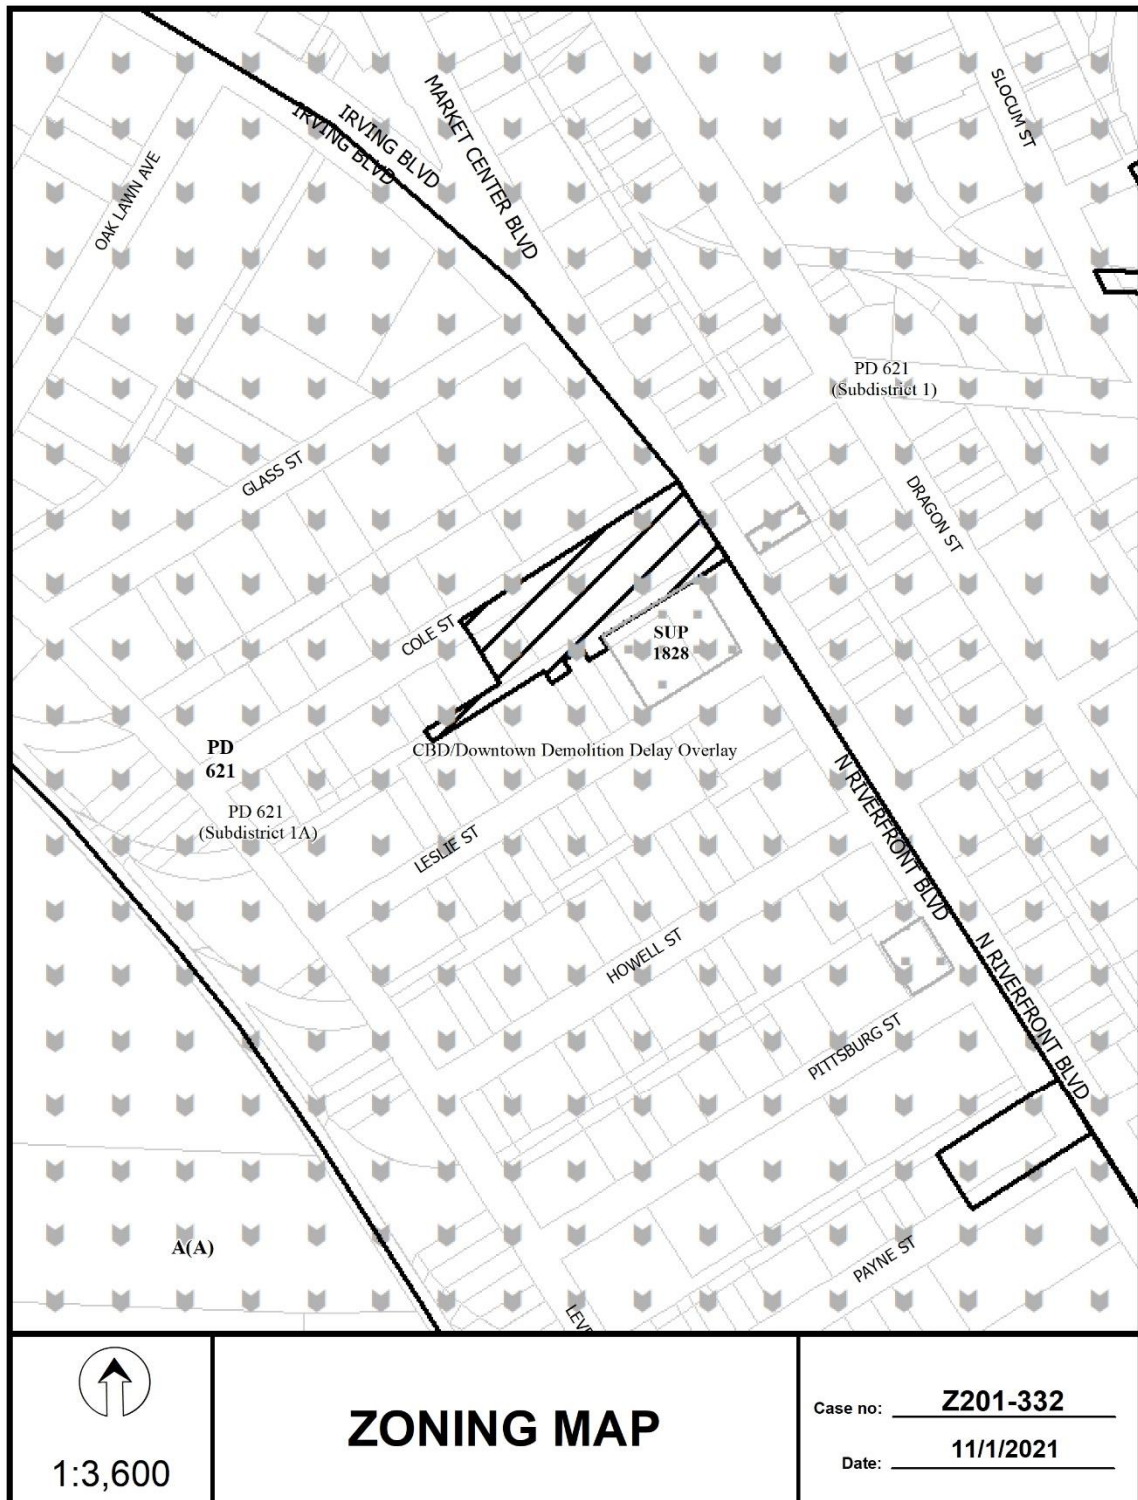 MARKET CENTER BLVD
SLOCUM ST
IRVING BLVD
IRVING BLVD
OAK LAWN AVE
PD 621
(Subdistrict 1)
GLASS ST
DRAGON ST
COLE ST
SUP
1828
PD
621
CBD/Downtown Demolition Delay Overlay
PD 621
(Subdistrict 1A)
LESLIE ST
N RIVERFRONT BLVD
HOWELL ST
N RIVERFRONT BLVD
PITTSBURG ST
A(A)
PAYNE ST
LEV
1:3,600
ZONING MAP
Case no: Z201-332
Date: 11/1/2021